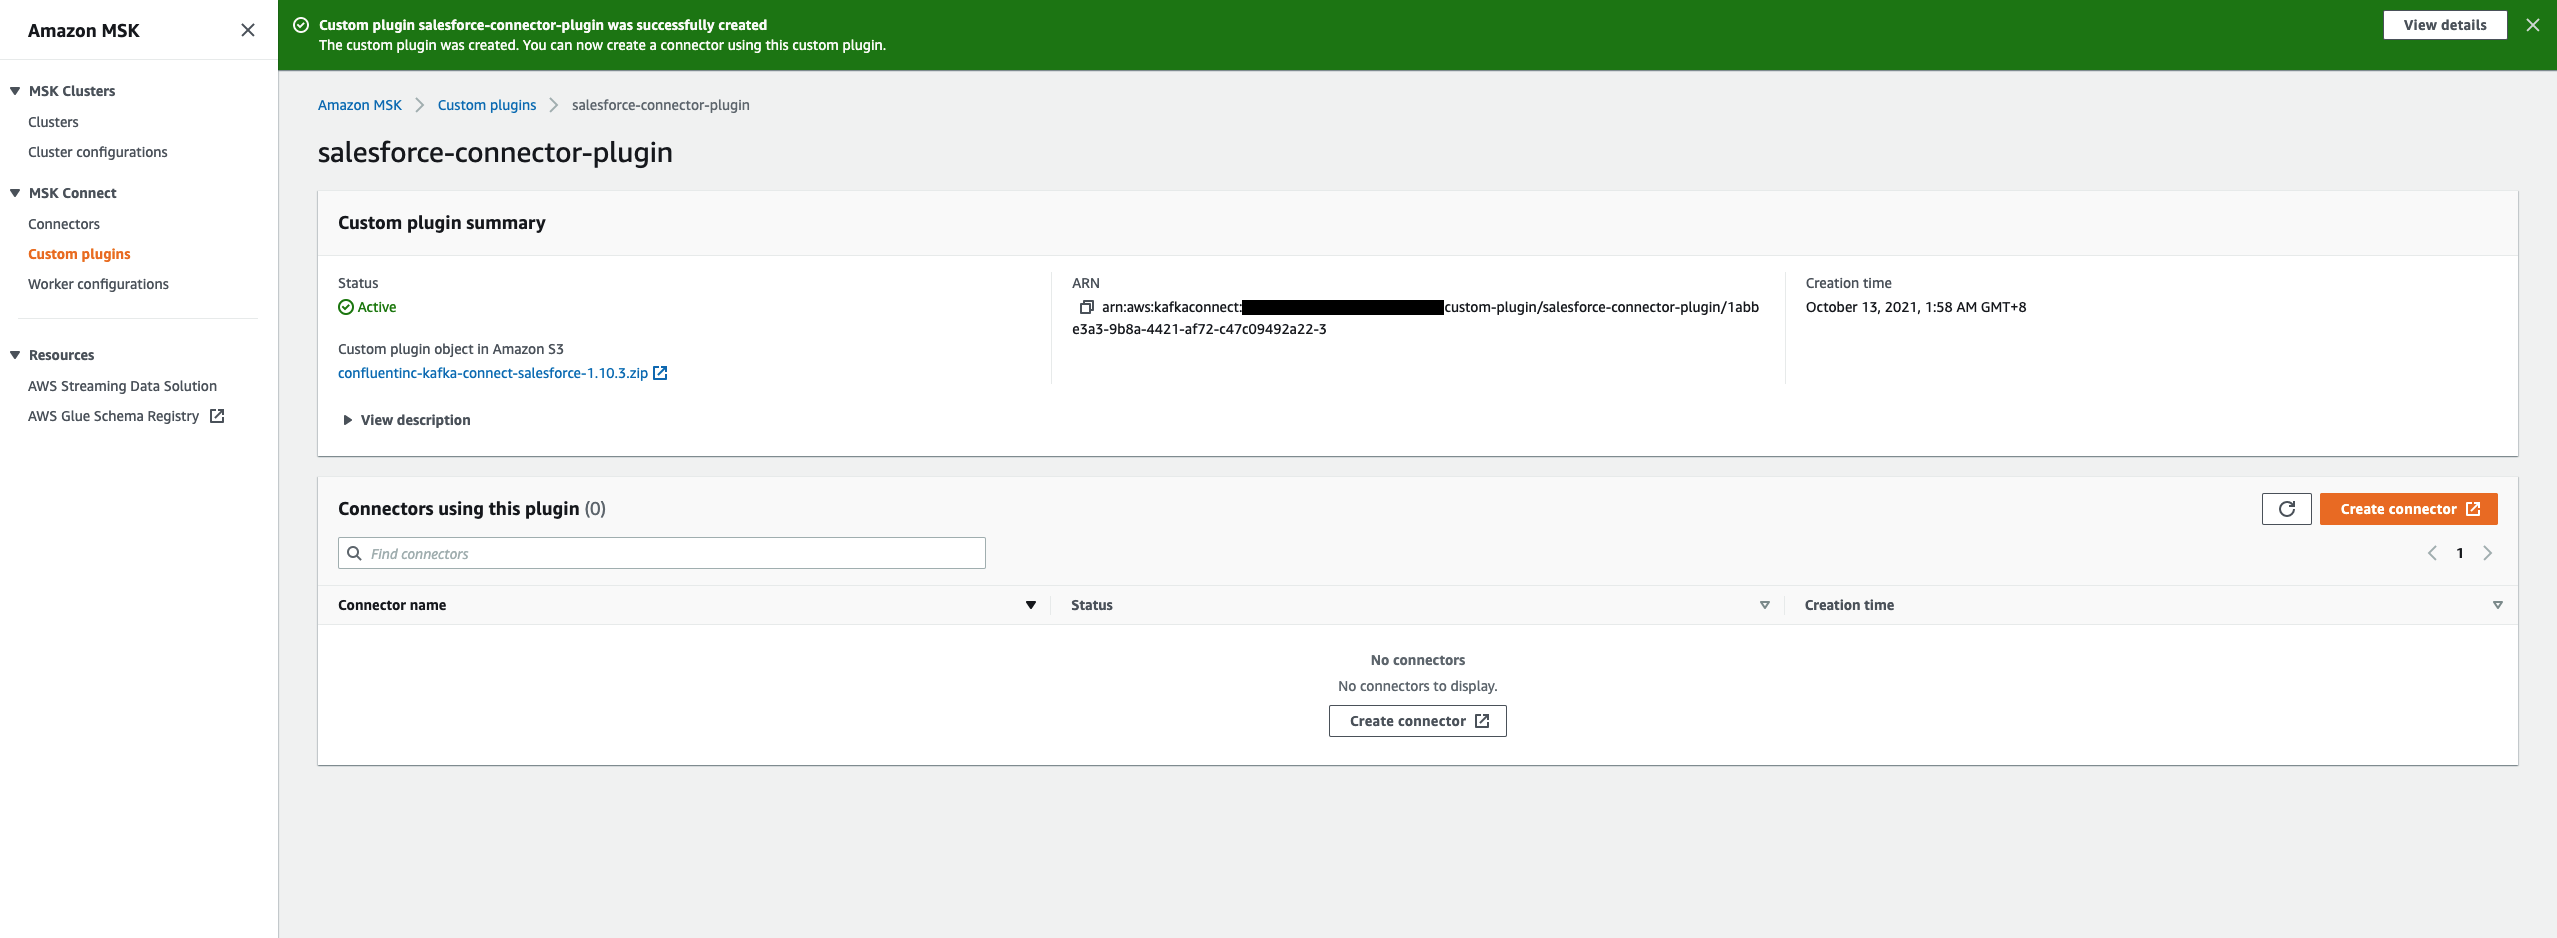 Amazon MSK
MSK Clusters
Clusters
Cluster configurations
MSK Connect
Connectors
Custom plugins
Worker configurations
Resources
AWS Streaming Data Solution
AWS Glue Schema Registry
Custom plugin salesforce-connector-plugin was successfully created
The custom plugin was created. You can now create a connector using this custom plugin.
View details
Amazon MSK
Custom plugins
salesforce-connector-plugin
salesforce-connector-plugin
Custom plugin summary
Status
Active
Custom plugin object in Amazon S3
confluentinc-kafka-connect-salesforce-1.10.3.zip
ARN
arn:aws:kafkaconnect: custom-plugin/salesforce-connector-plugin/1abb
e3a3-9b8a-4421-af72-c47c09492a22-3
Creation time
October 13, 2021, 1:58 AM GMT+8
View description
Connectors using this plugin (0)
Create connector
Find connectors
1
Connector name
Status
Creation time
No connectors
No connectors to display.
Create connector